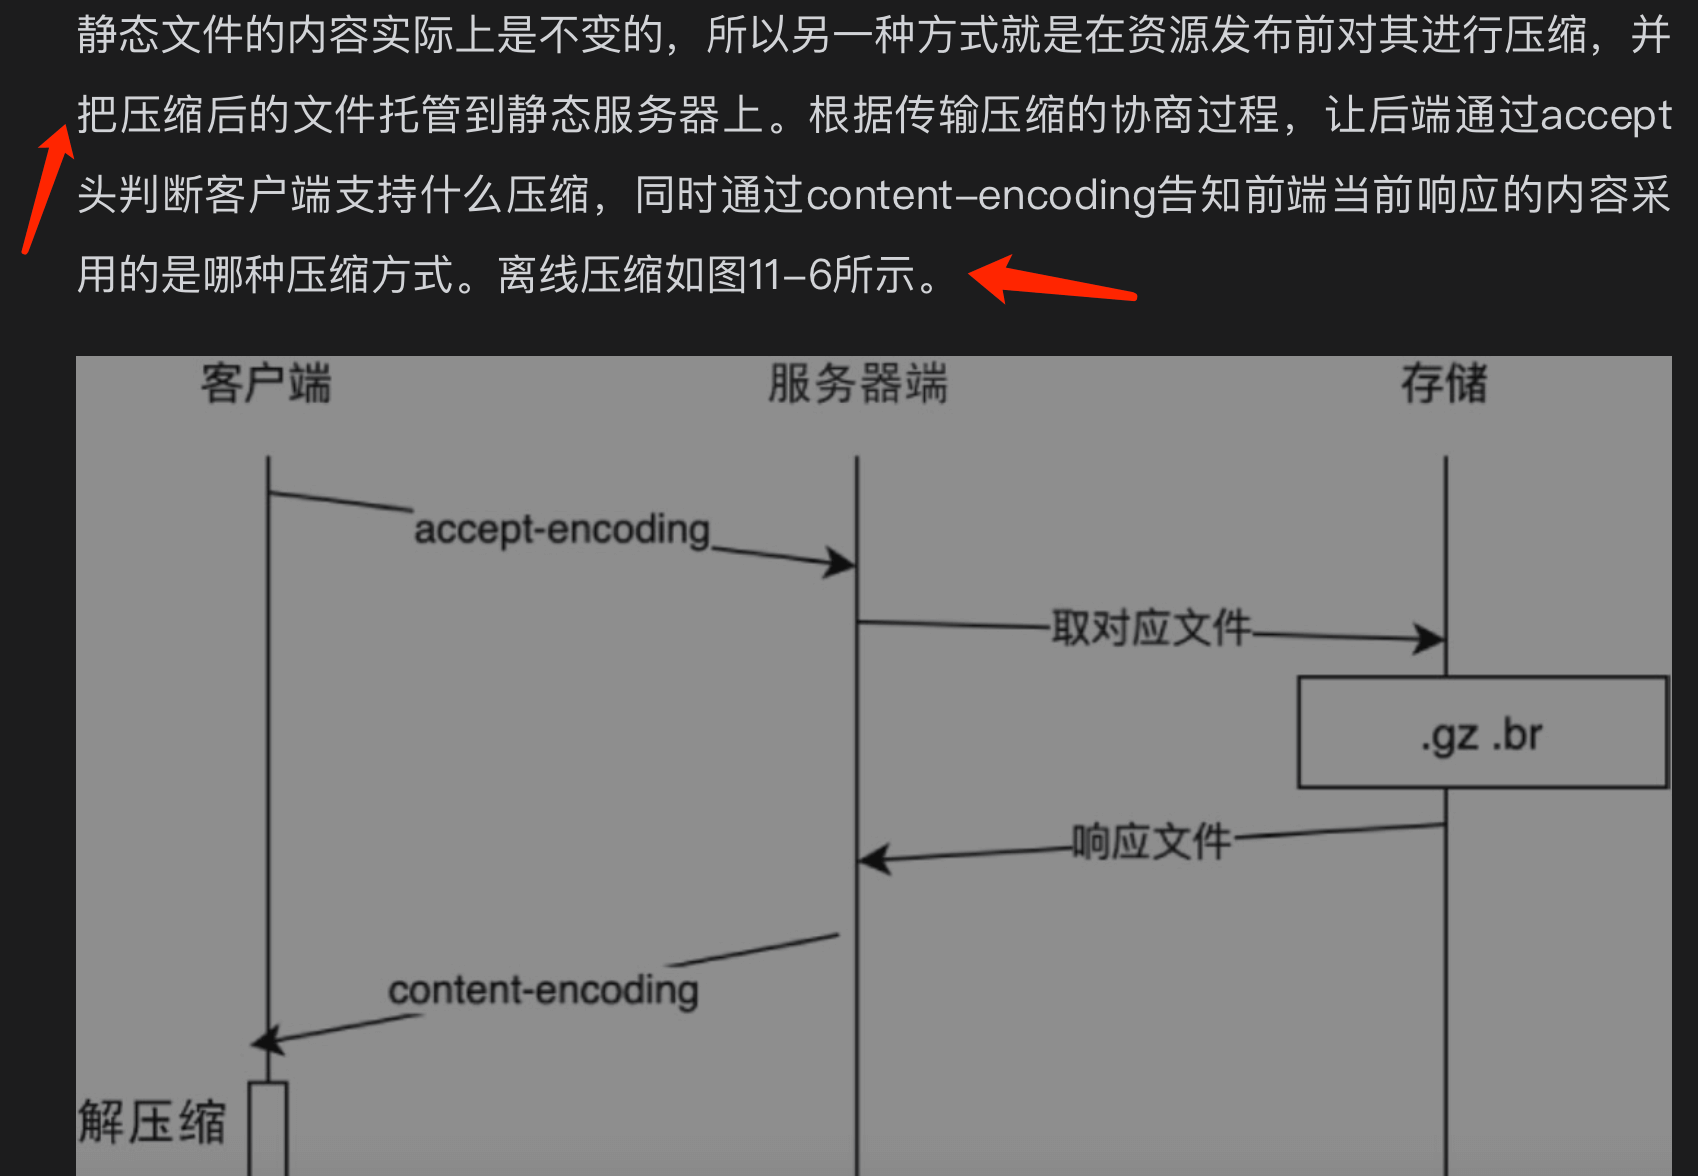 静态文件的内容实际上是不变的，所以另一种方式就是在资源发布前对其进行压缩，并
把压缩后的文件托管到静态服务器上。根据传输压缩的协商过程，让后端通过accept
头判断客户端支持什么压缩，同时通过content–encoding告知前端当前响应的内容采
用的是哪种压缩方式。离线压缩如图11–6所示。
客户端 服务器端 存储
accept-encoding
取对应文件
.gz .br
响应文件
content-encoding
解压缩